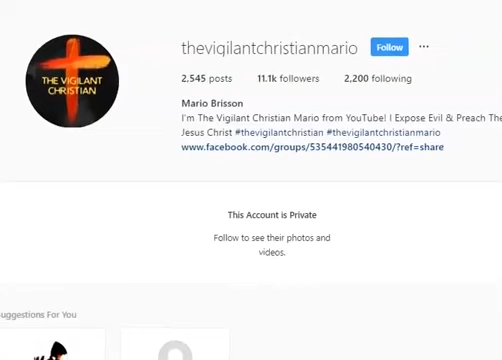 theviqilantchristianmario Follow ...
THE VIGILANT
CHRISTIAN
2,545 posts 11.1k followers 2,200 following
Mario Brisson
I'm The Vigilant Christian Mario from YouTube! I Expose Evil & Preach The
Jesus Christ #thevigilantchristian #thevigilantchristianmario
www.facebook.com/groups/535441980540430/?ref=share
This Account is Private
Follow to see their photos and
videos.
uggestions For You